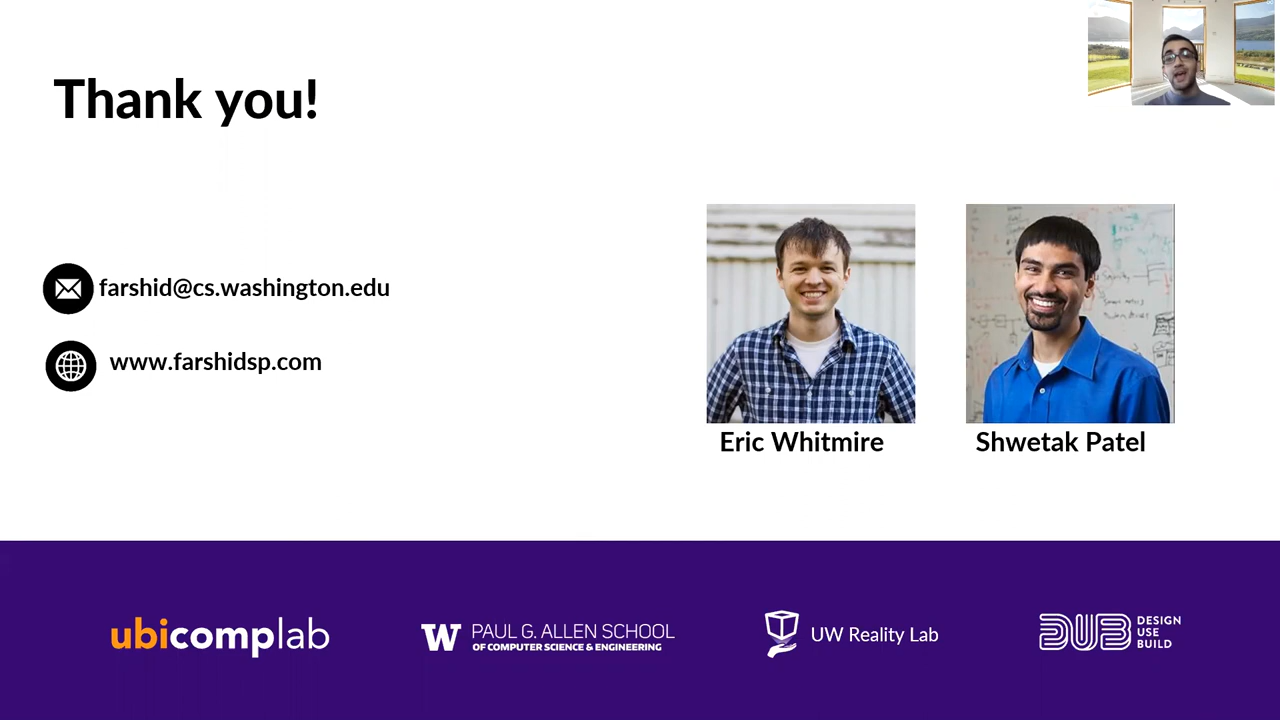 Thank you!
farshid@cs.washington.edu
www.farshidsp.com
Eric Whitmire
Shwetak Patel
ubicomplab
W PAUL G. ALLEN SCHOOL
OF COMPUTER SCIENCE & ENGINEERING
UW Reality Lab
DUB
DESIGN
USE
BUILD